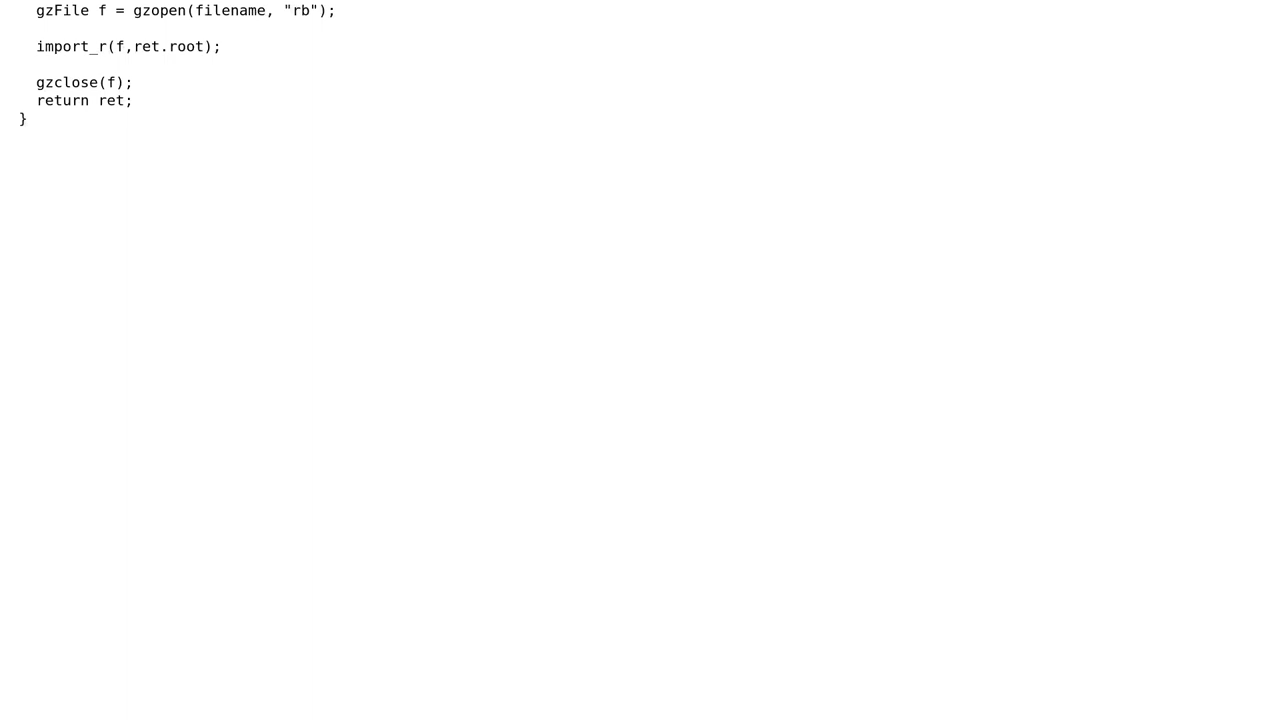 gzFile f = gzopen(filename, "rb");
import_r(f,ret.root);
gzclose(f);
return ret;
}